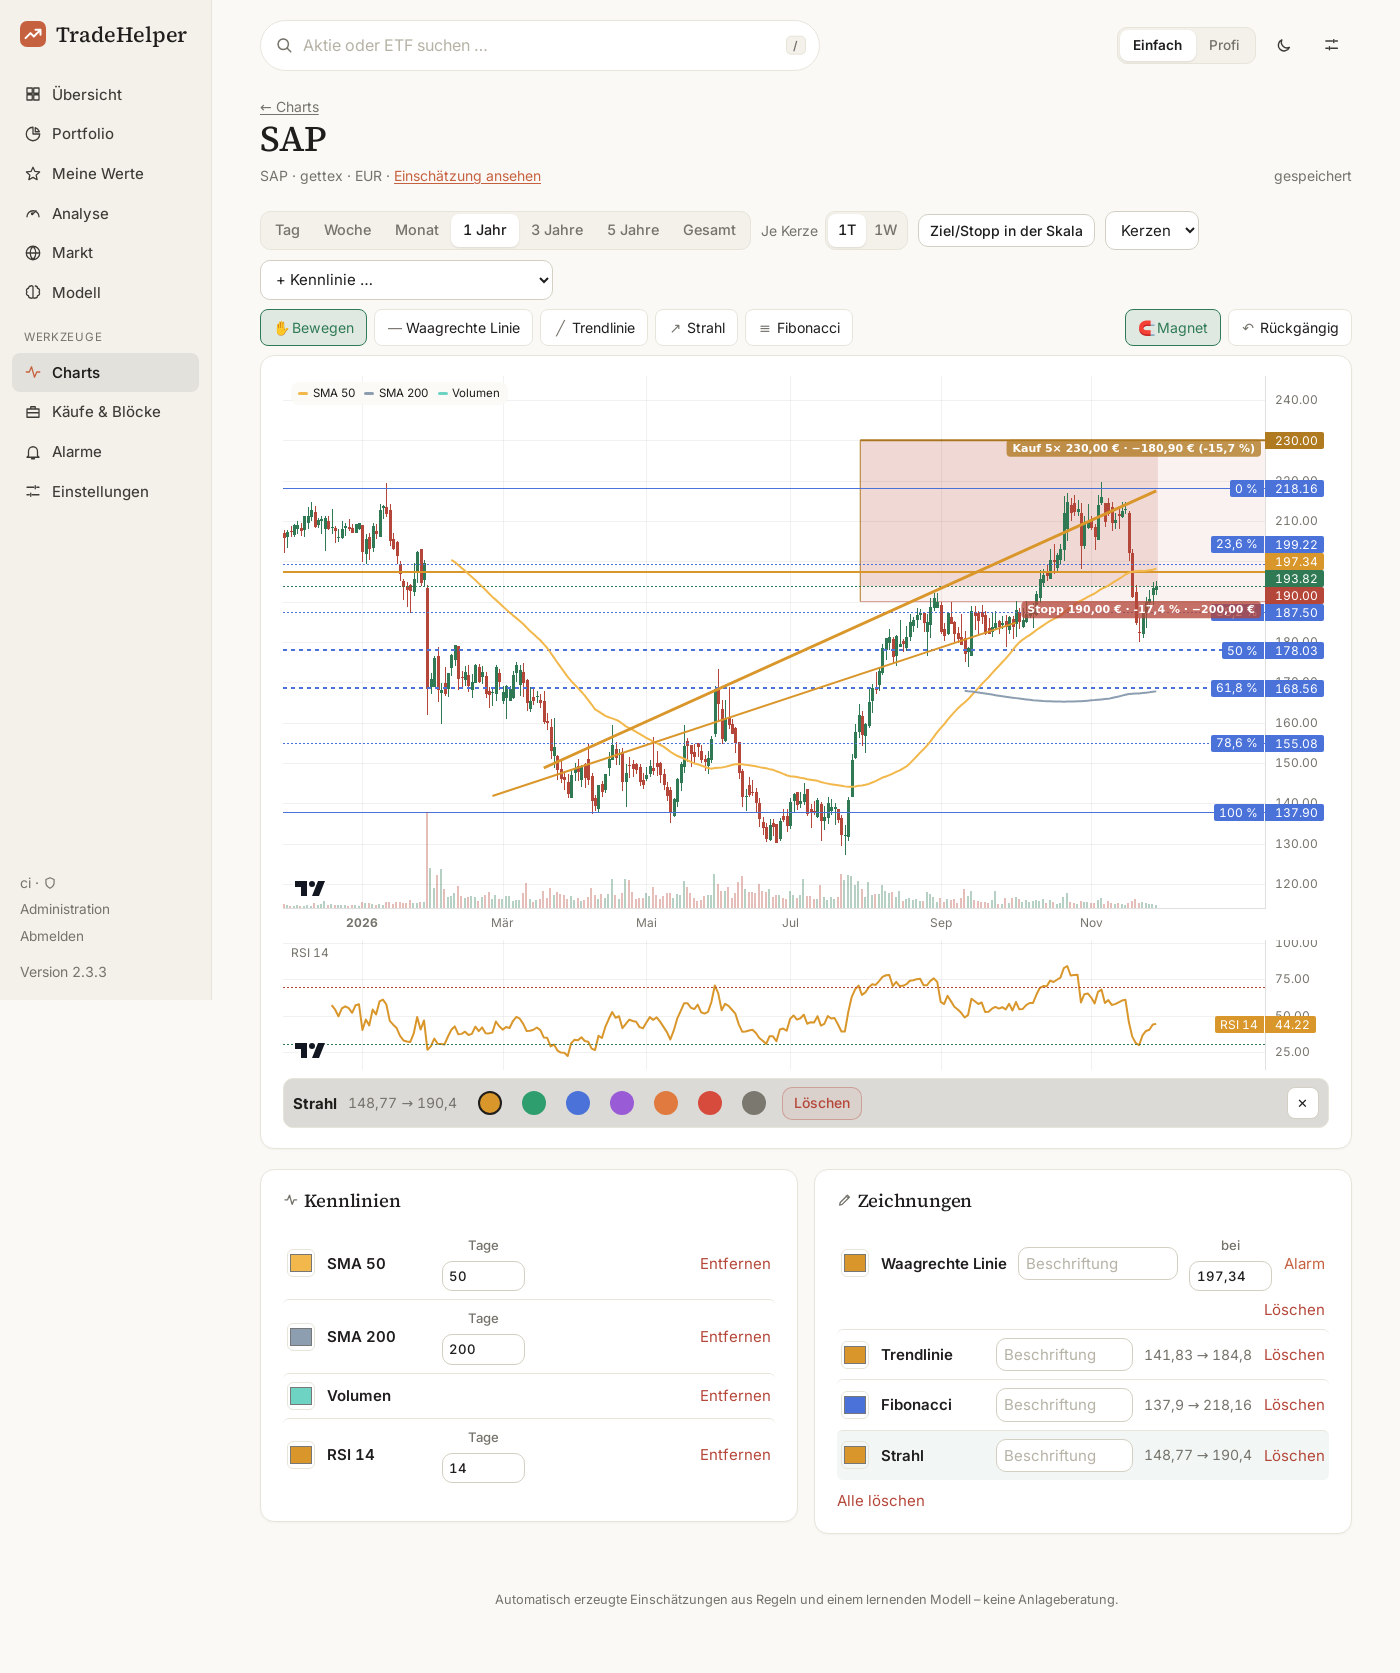 TradeHelper
Aktie oder ETF suchen ...
/
Einfach
Profi
Übersicht
Portfolio
Meine Werte
Analyse
Markt
Modell
WERKZEUGE
Charts
Käufe & Blöcke
Alarme
Einstellungen
ci ·
Administration
Abmelden
Version 2.3.3
← Charts
SAP
SAP · gettex · EUR · Einschätzung ansehen
gespeichert
Tag Woche Monat 1 Jahr 3 Jahre 5 Jahre Gesamt Je Kerze 1T 1W Ziel/Stopp in der Skala Kerzen
+ Kennlinie ...
Bewegen Waagrechte Linie Trendlinie Strahl Fibonacci Magnet Rückgängig
SMA 50 SMA 200 Volumen
240.00
230.00
Kauf 5× 230,00 € · −180,90 € (-15,7 %)
0 % 218.16
210.00
23,6 % 199.22
197.34
193.82
190.00
Stopp 190,00 € · -17,4 % · −200,00 €
187.50
180.00
50 % 178.03
61,8 % 168.56
160.00
78,6 % 155.08
150.00
140.00
100 % 137.90
130.00
120.00
2026 Mär Mai Jul Sep Nov
RSI 14
100.00
75.00
50.00
RSI 14 44.22
25.00
Strahl 148,77 → 190,4 Löschen ×
Kennlinien
Tage
SMA 50 50 Entfernen
Tage
SMA 200 200 Entfernen
Volumen Entfernen
Tage
RSI 14 14 Entfernen
Zeichnungen
bei
Waagrechte Linie Beschriftung 197,34 Alarm
Löschen
Trendlinie Beschriftung 141,83 → 184,8 Löschen
Fibonacci Beschriftung 137,9 → 218,16 Löschen
Strahl Beschriftung 148,77 → 190,4 Löschen
Alle löschen
Automatisch erzeugte Einschätzungen aus Regeln und einem lernenden Modell – keine Anlageberatung.